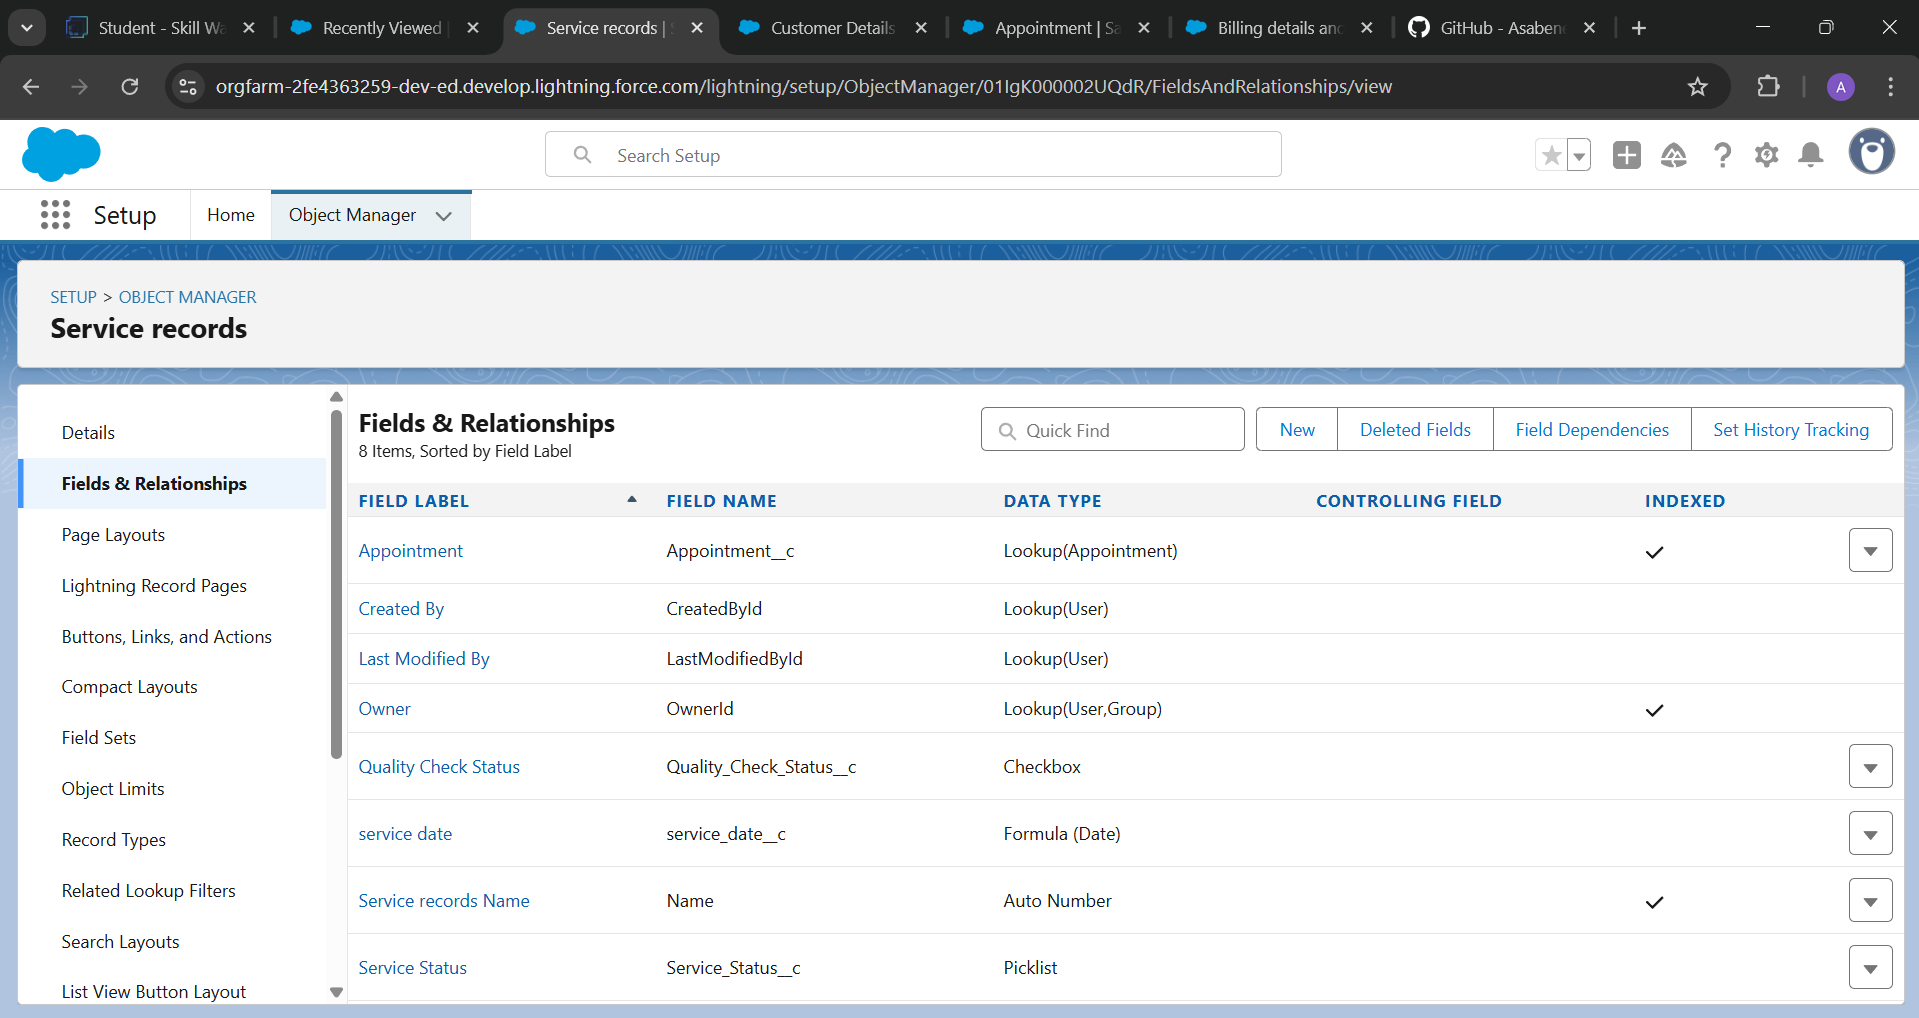 Student - Skill Wa
Recently Viewed
Service records | S
Customer Details
Appointment | Sa
Billing details and
GitHub - Asabene
orgfarm-2fe4363259-dev-ed.develop.lightning.force.com/lightning/setup/ObjectManager/01IgK000002UQdR/FieldsAndRelationships/view
A
Search Setup
Setup
Home
Object Manager
SETUP > OBJECT MANAGER
Service records
Details
Fields & Relationships
Page Layouts
Lightning Record Pages
Buttons, Links, and Actions
Compact Layouts
Field Sets
Object Limits
Record Types
Related Lookup Filters
Search Layouts
List View Button Layout
Fields & Relationships
8 Items, Sorted by Field Label
Quick Find
New
Deleted Fields
Field Dependencies
Set History Tracking
FIELD LABEL FIELD NAME DATA TYPE CONTROLLING FIELD INDEXED
Appointment Appointment__c Lookup(Appointment)
Created By CreatedById Lookup(User)
Last Modified By LastModifiedById Lookup(User)
Owner OwnerId Lookup(User,Group)
Quality Check Status Quality_Check_Status__c Checkbox
service date service_date__c Formula (Date)
Service records Name Name Auto Number
Service Status Service_Status__c Picklist